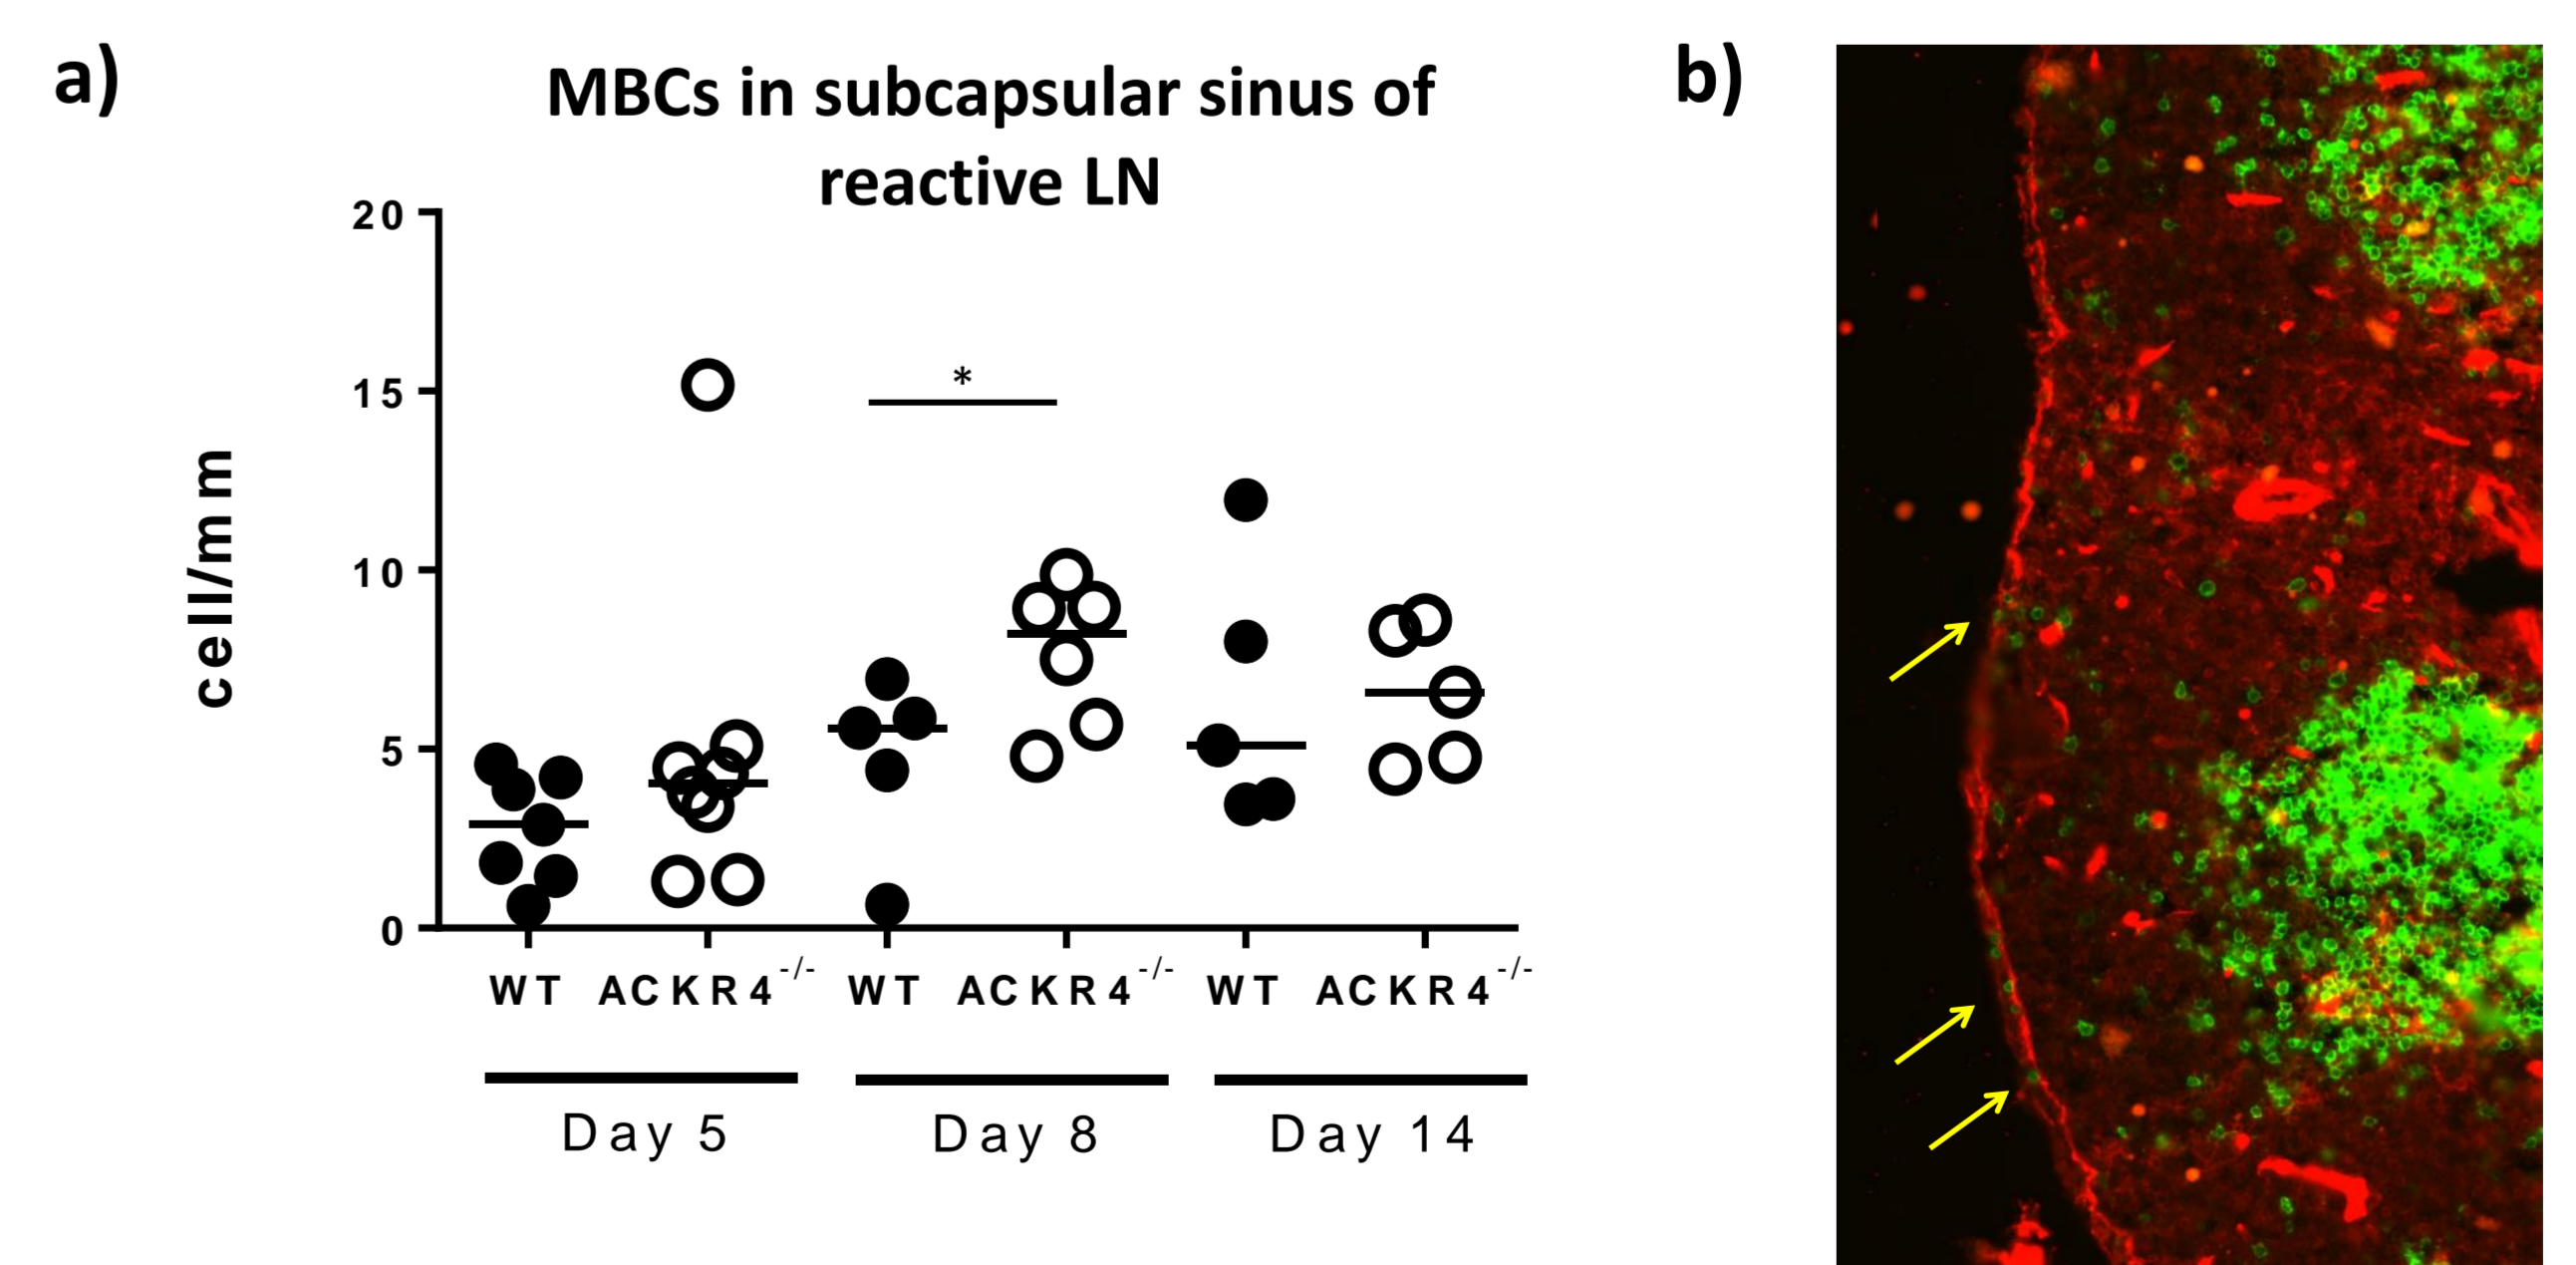 a)
MBCs in subcapsular sinus of
reactive LN
b)
20
15
10
5
0
cell/mm
*
WT ACKR4-/- WT ACKR4-/- WT ACKR4-/-
Day 5 Day 8 Day 14